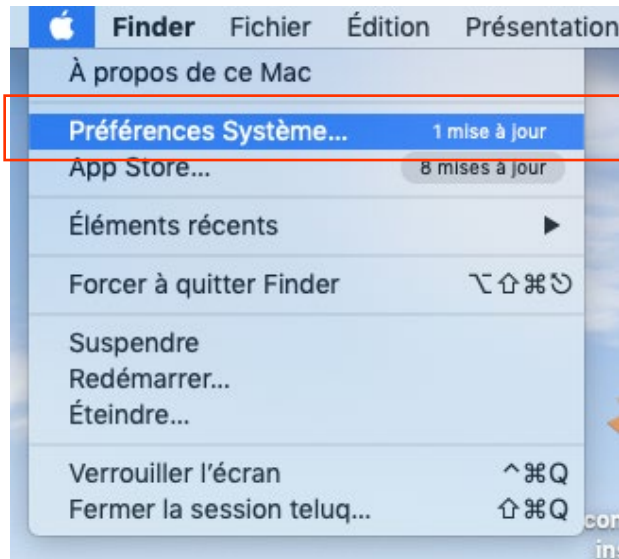 Finder Fichier Édition Présentation
À propos de ce Mac
Préférences Système... 1 mise à jour
App Store... 8 mises à jour
Éléments récents ▶
Forcer à quitter Finder ⌥⇧⌘⎋
Suspendre
Redémarrer...
Éteindre...
Verrouiller l’écran ^⌘Q
Fermer la session teluq... ⇧⌘Q